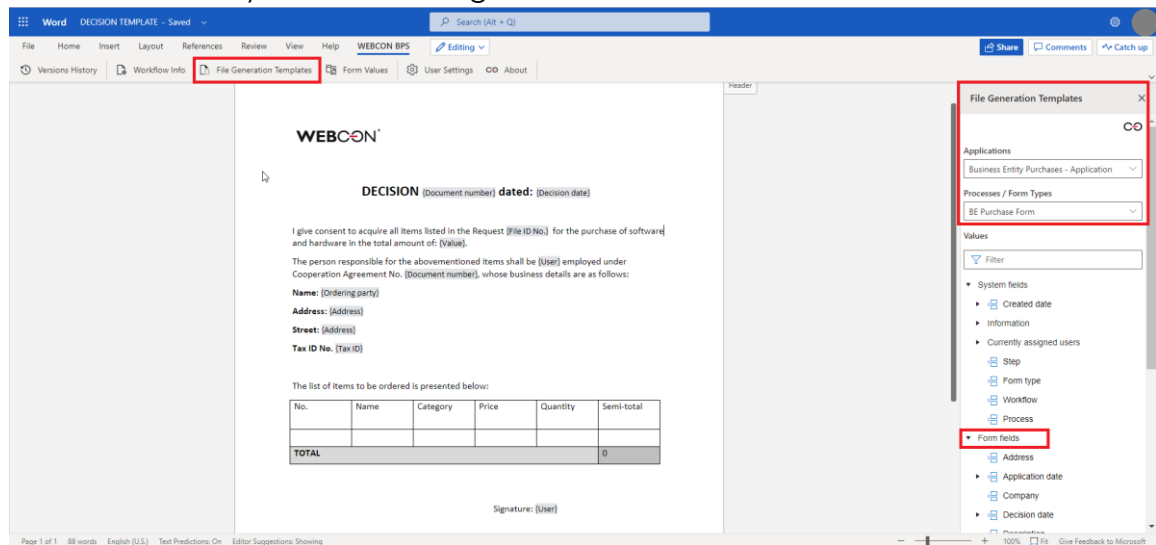 Word DECISION TEMPLATE - Saved Search (Alt + Q)
File Home Insert Layout References Review View Help WEBCON BPS Editing Share Comments Catch up
Versions History Workflow Info File Generation Templates Form Values User Settings About
Header
File Generation Templates
WEBCON
Applications
Business Entity Purchases - Application
DECISION {Document number} dated: {Decision date}
Processes / Form Types
BE Purchase Form
I give consent to acquire all items listed in the Request {File ID No.} for the purchase of software
and hardware in the total amount of: {Value}.
Values
Filter
The person responsible for the abovementioned items shall be {User} employed under
Cooperation Agreement No. {Document number}, whose business details are as follows:
Name: {Ordering party}
Address: {Address}
Street: {Address}
Tax ID No. {Tax ID}
System fields
Created date
Information
Currently assigned users
Step
Form type
Workflow
Process
The list of items to be ordered is presented below:
No. Name Category Price Quantity Semi-total
TOTAL 0
Form fields
Address
Application date
Company
Decision date
Signature: {User}
Page 1 of 1 88 words English (U.S.) Text Predictions: On Editor Suggestions: Showing 100% Fit Give Feedback to Microsoft